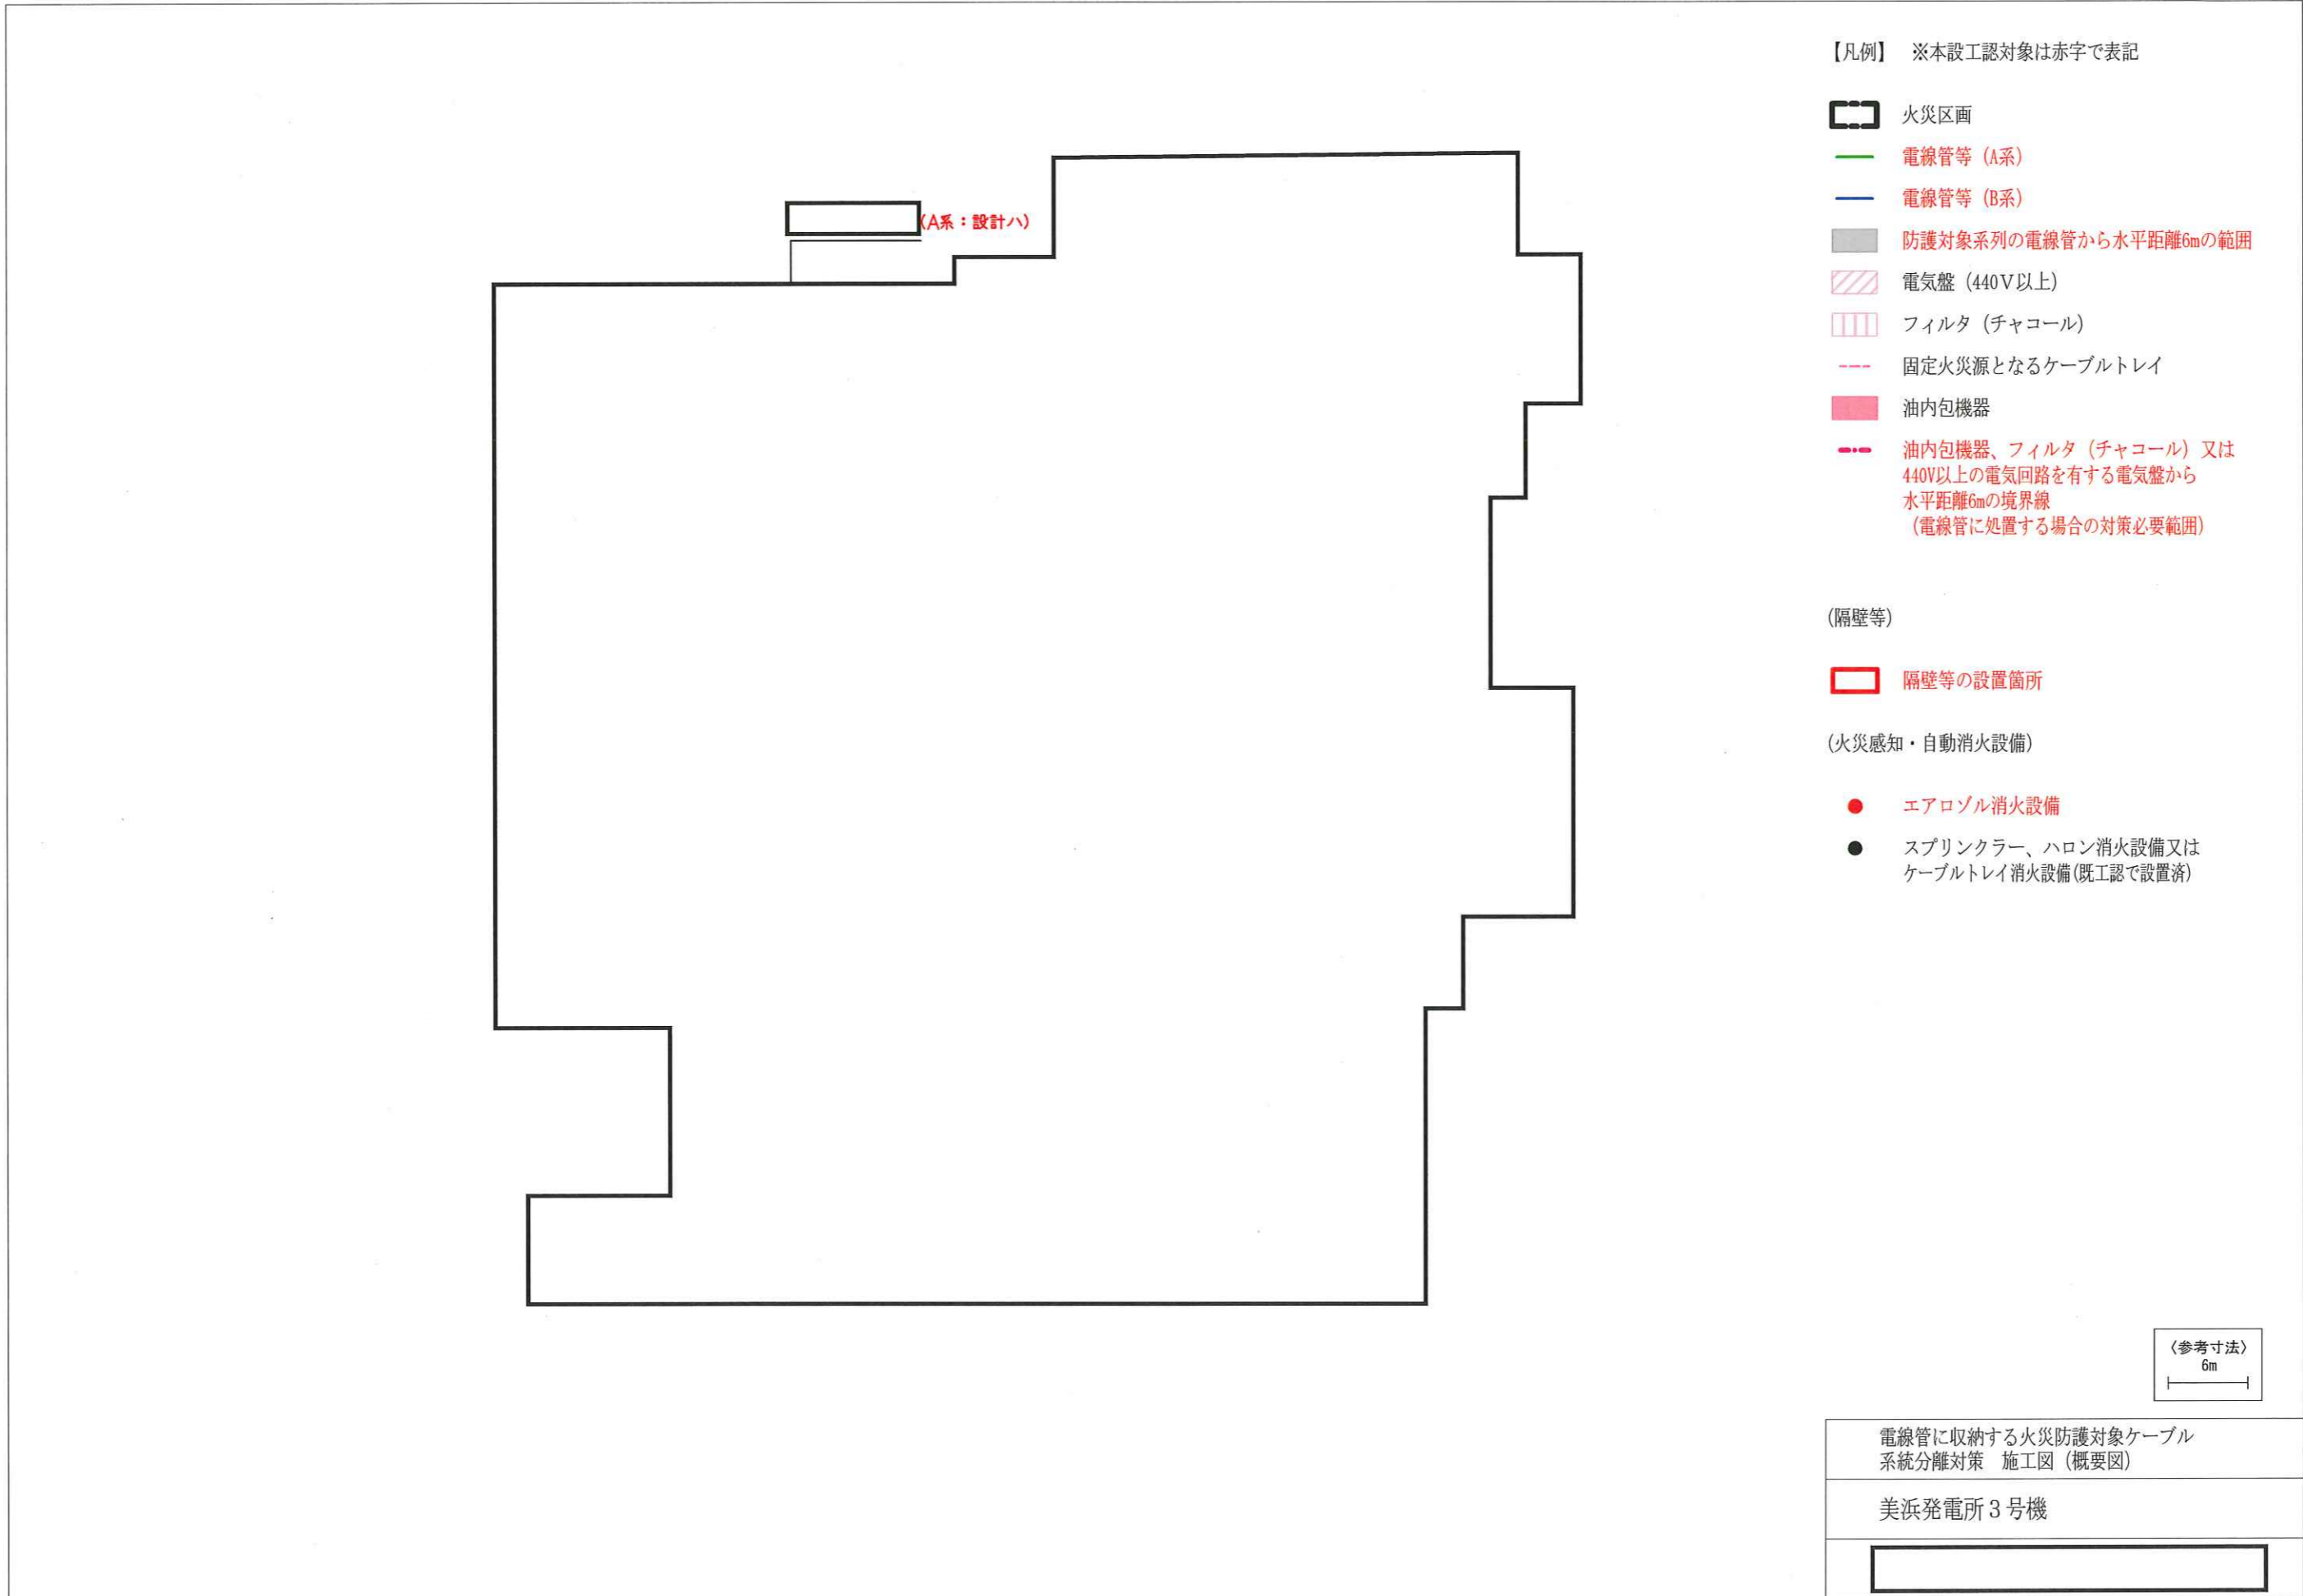 【凡例】 ※本設工認対象は赤字で表記
火災区画
電線管等（A系）
電線管等（B系）
防護対象系列の電線管から水平距離6mの範囲
電気盤（440V以上）
フィルタ（チャコール）
固定火災源となるケーブルトレイ
油内包機器
油内包機器、フィルタ（チャコール）又は
440V以上の電気回路を有する電気盤から
水平距離6mの境界線
（電線管に処置する場合の対策必要範囲）
(隔壁等)
隔壁等の設置箇所
(火災感知・自動消火設備)
エアロゾル消火設備
スプリンクラー、ハロン消火設備又は
ケーブルトレイ消火設備(既工認で設置済)
(A系：設計ハ)
〈参考寸法〉
6m
電線管に収納する火災防護対象ケーブル
系統分離対策　施工図（概要図）
美浜発電所３号機